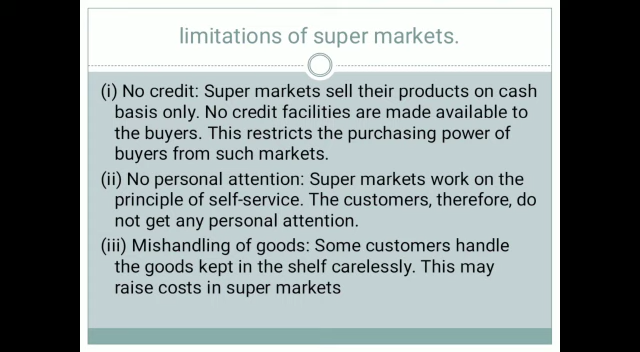 limitations of super markets.
(i) No credit: Super markets sell their products on cash
basis only. No credit facilities are made available to
the buyers. This restricts the purchasing power of
buyers from such markets.
(ii) No personal attention: Super markets work on the
principle of self-service. The customers, therefore, do
not get any personal attention.
(iii) Mishandling of goods: Some customers handle
the goods kept in the shelf carelessly. This may
raise costs in super markets